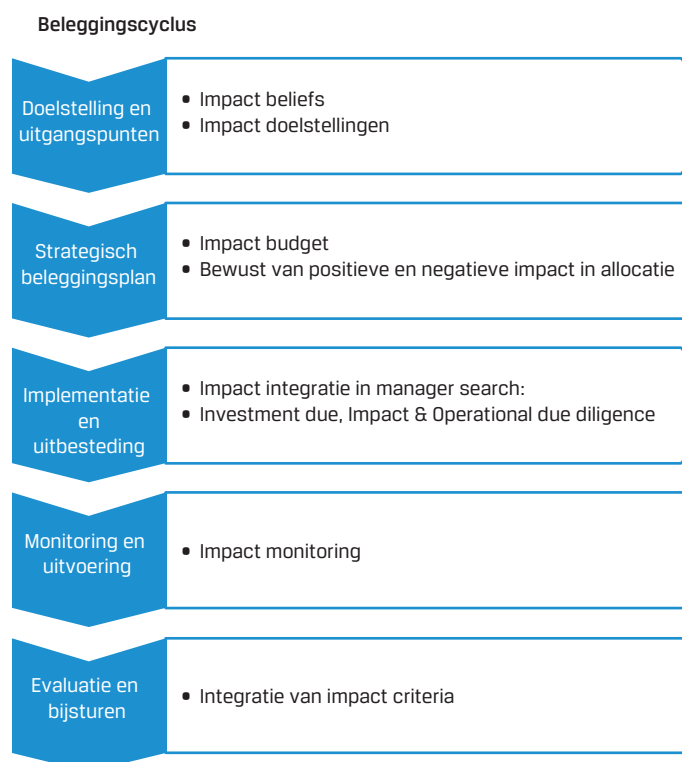 Beleggingscyclus
Doelstelling en
uitgangspunten
• Impact beliefs
• Impact doelstellingen
Strategisch
beleggingsplan
• Impact budget
• Bewust van positieve en negatieve impact in allocatie
Implementatie
en
uitbesteding
• Impact integratie in manager search:
• Investment due, Impact & Operational due diligence
Monitoring en
uitvoering
• Impact monitoring
Evaluatie en
bijsturen
• Integratie van impact criteria